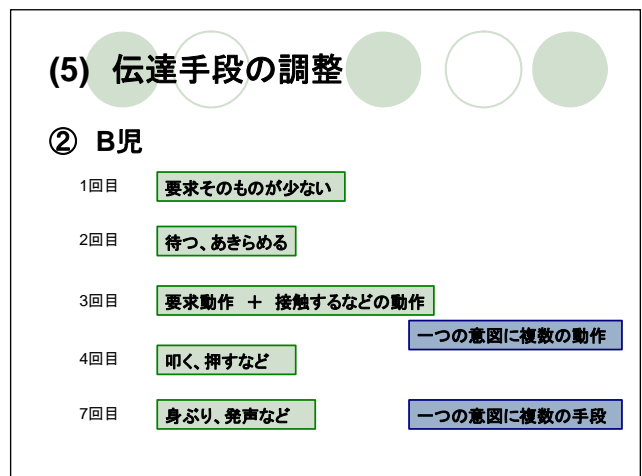 (5) 伝達手段の調整
② B児
1回目 要求そのものが少ない
2回目 待つ、あきらめる
3回目 要求動作 + 接触するなどの動作
一つの意図に複数の動作
4回目 叩く、押すなど
7回目 身ぶり、発声など 一つの意図に複数の手段